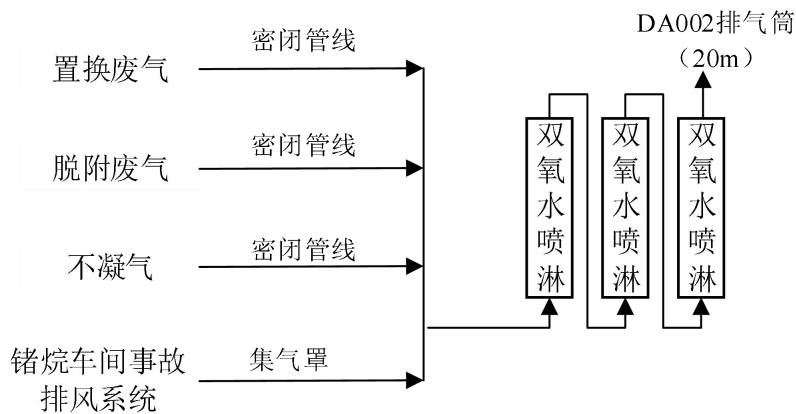 DA002排气筒
（20m）
密闭管线
置换废气
密闭管线
脱附废气
密闭管线
不凝气
集气罩
锗烷车间事故
排风系统
双氧水喷淋
双氧水喷淋
双氧水喷淋